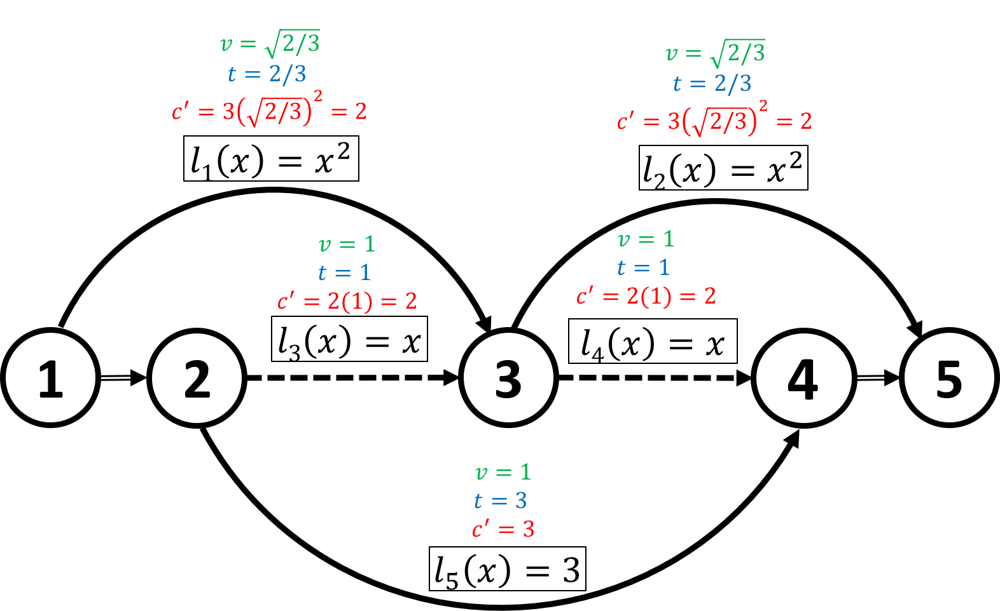 v = √2/3
t = 2/3
c′ = 3(√2/3)² = 2
l₁(x) = x²
v = √2/3
t = 2/3
c′ = 3(√2/3)² = 2
l₂(x) = x²
v = 1
t = 1
c′ = 2(1) = 2
l₃(x) = x
v = 1
t = 1
c′ = 2(1) = 2
l₄(x) = x
1
2
3
4
5
v = 1
t = 3
c′ = 3
l₅(x) = 3